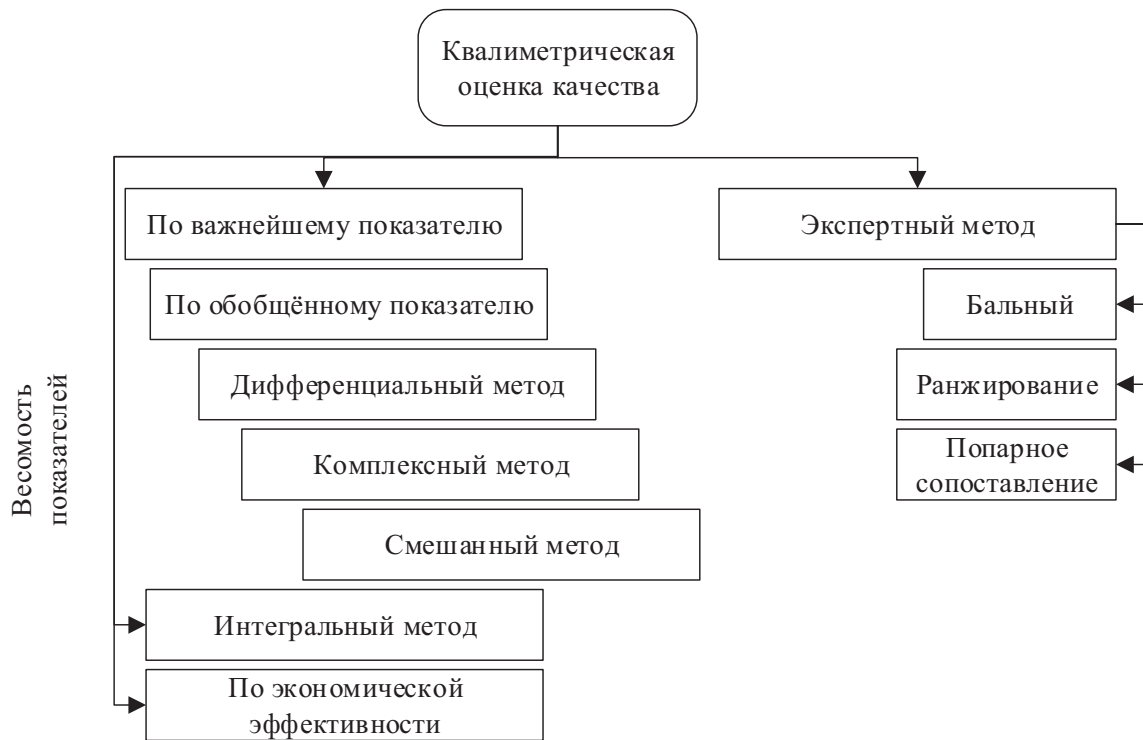 Квалиметрическая
оценка качества
По важнейшему показателю
Экспертный метод
По обобщённому показателю
Бальный
Дифференциальный метод
Ранжирование
Весомость
показателей
Комплексный метод
Попарное
сопоставление
Смешанный метод
Интегральный метод
По экономической
эффективности